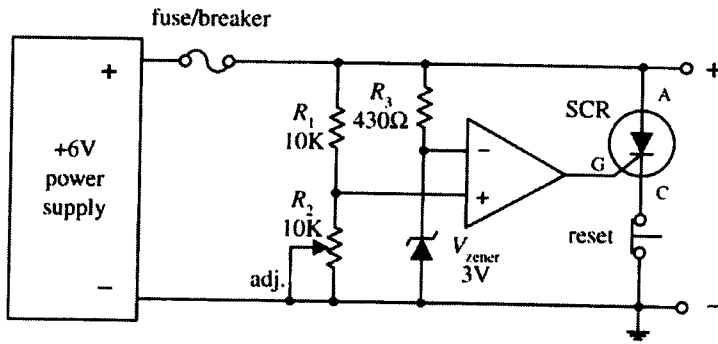 fuse/breaker
+
+6V
power
supply
−
R1
10K
R2
10K
adj.
R3
430Ω
−
+
Vzener
3V
SCR
A
G
C
reset
+
−